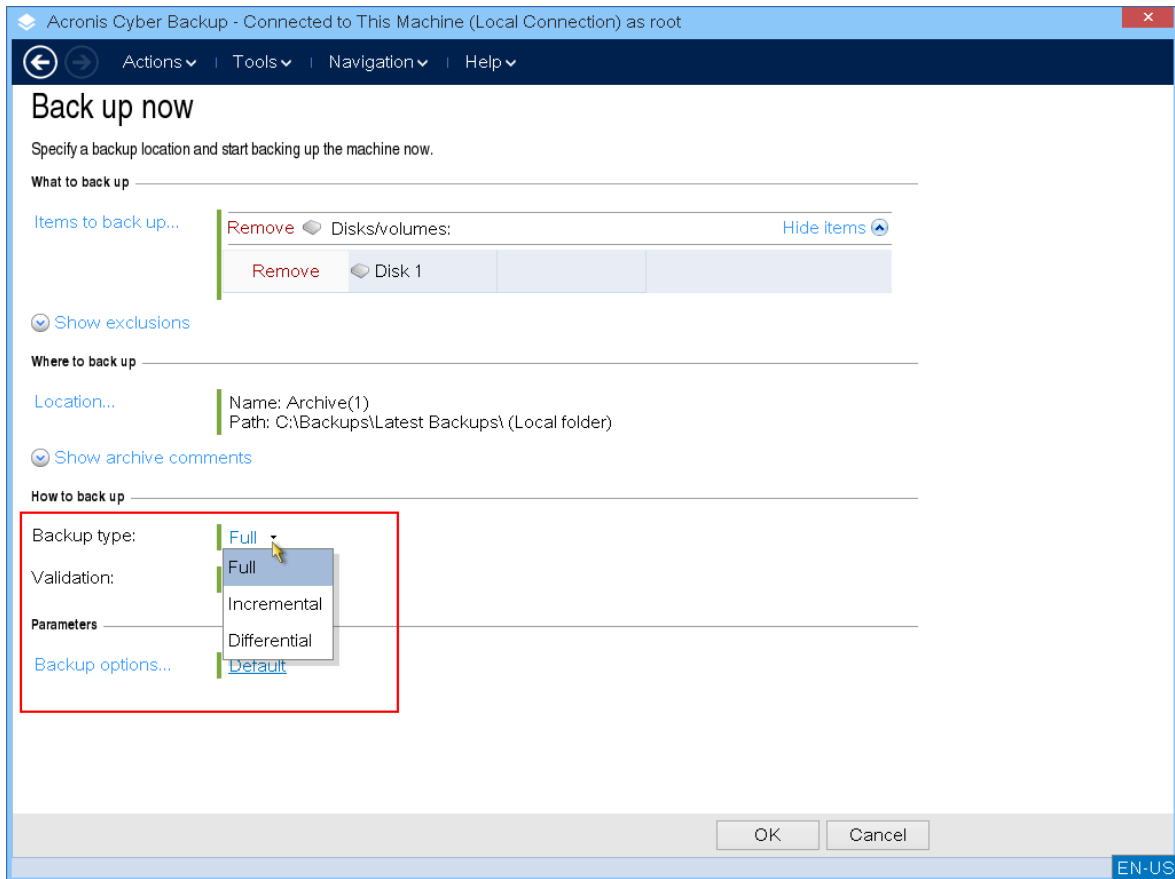 Acronis Cyber Backup - Connected to This Machine (Local Connection) as root
Actions Tools Navigation Help
Back up now
Specify a backup location and start backing up the machine now.
What to back up
Items to back up... Remove Disks/volumes: Hide items
Remove Disk 1
Show exclusions
Where to back up
Location... Name: Archive(1)
Path: C:\Backups\Latest Backups\ (Local folder)
Show archive comments
How to back up
Backup type: Full
Full
Validation:
Incremental
Parameters
Differential
Backup options... Default
OK Cancel
EN-US